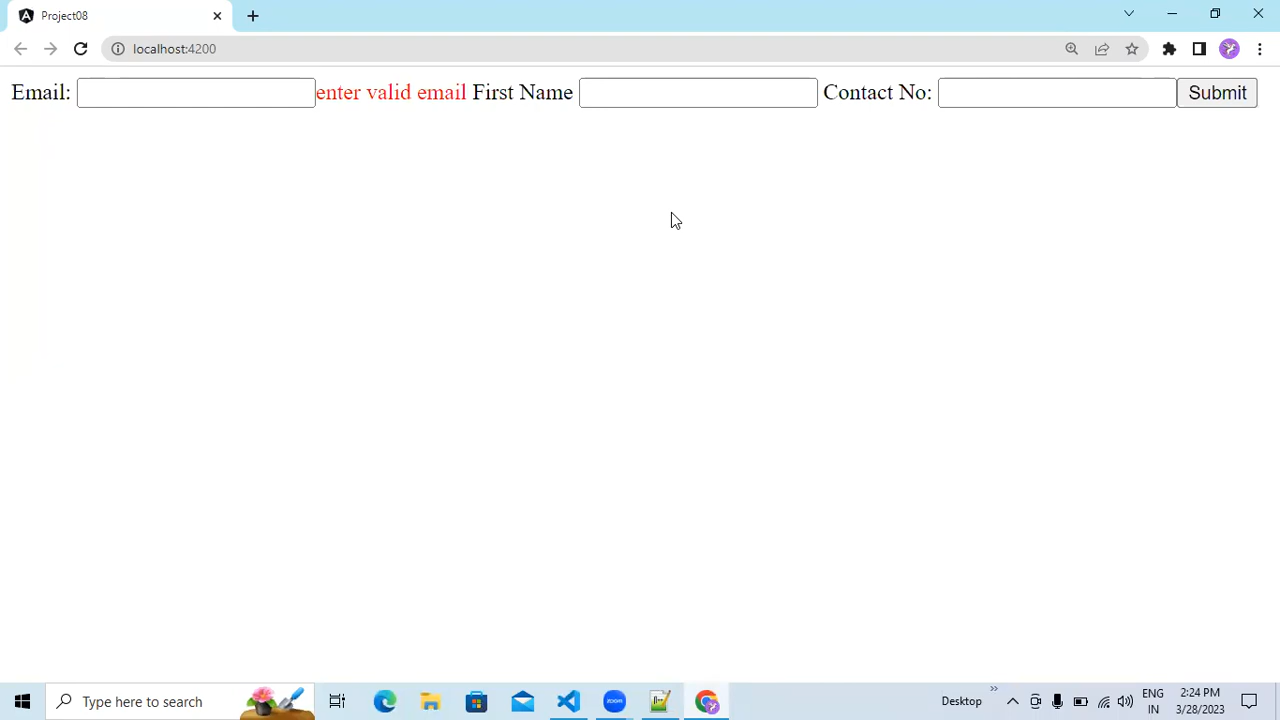 Project08
localhost:4200
Email: enter valid email First Name Contact No: Submit
Type here to search
zoom
Desktop
ENG
IN
2:24 PM
3/28/2023